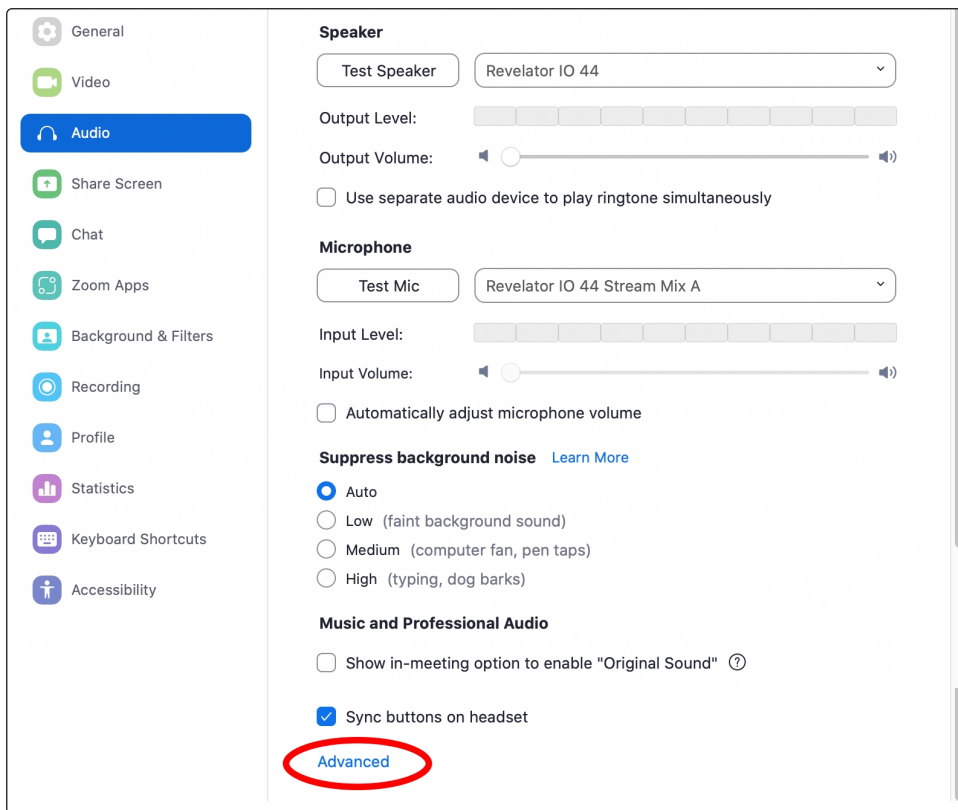 General
Video
Audio
Share Screen
Chat
Zoom Apps
Background & Filters
Recording
Profile
Statistics
Keyboard Shortcuts
Accessibility
Speaker
Test Speaker Revelator IO 44
Output Level:
Output Volume:
Use separate audio device to play ringtone simultaneously
Microphone
Test Mic Revelator IO 44 Stream Mix A
Input Level:
Input Volume:
Automatically adjust microphone volume
Suppress background noise Learn More
Auto
Low (faint background sound)
Medium (computer fan, pen taps)
High (typing, dog barks)
Music and Professional Audio
Show in-meeting option to enable "Original Sound" ?
Sync buttons on headset
Advanced